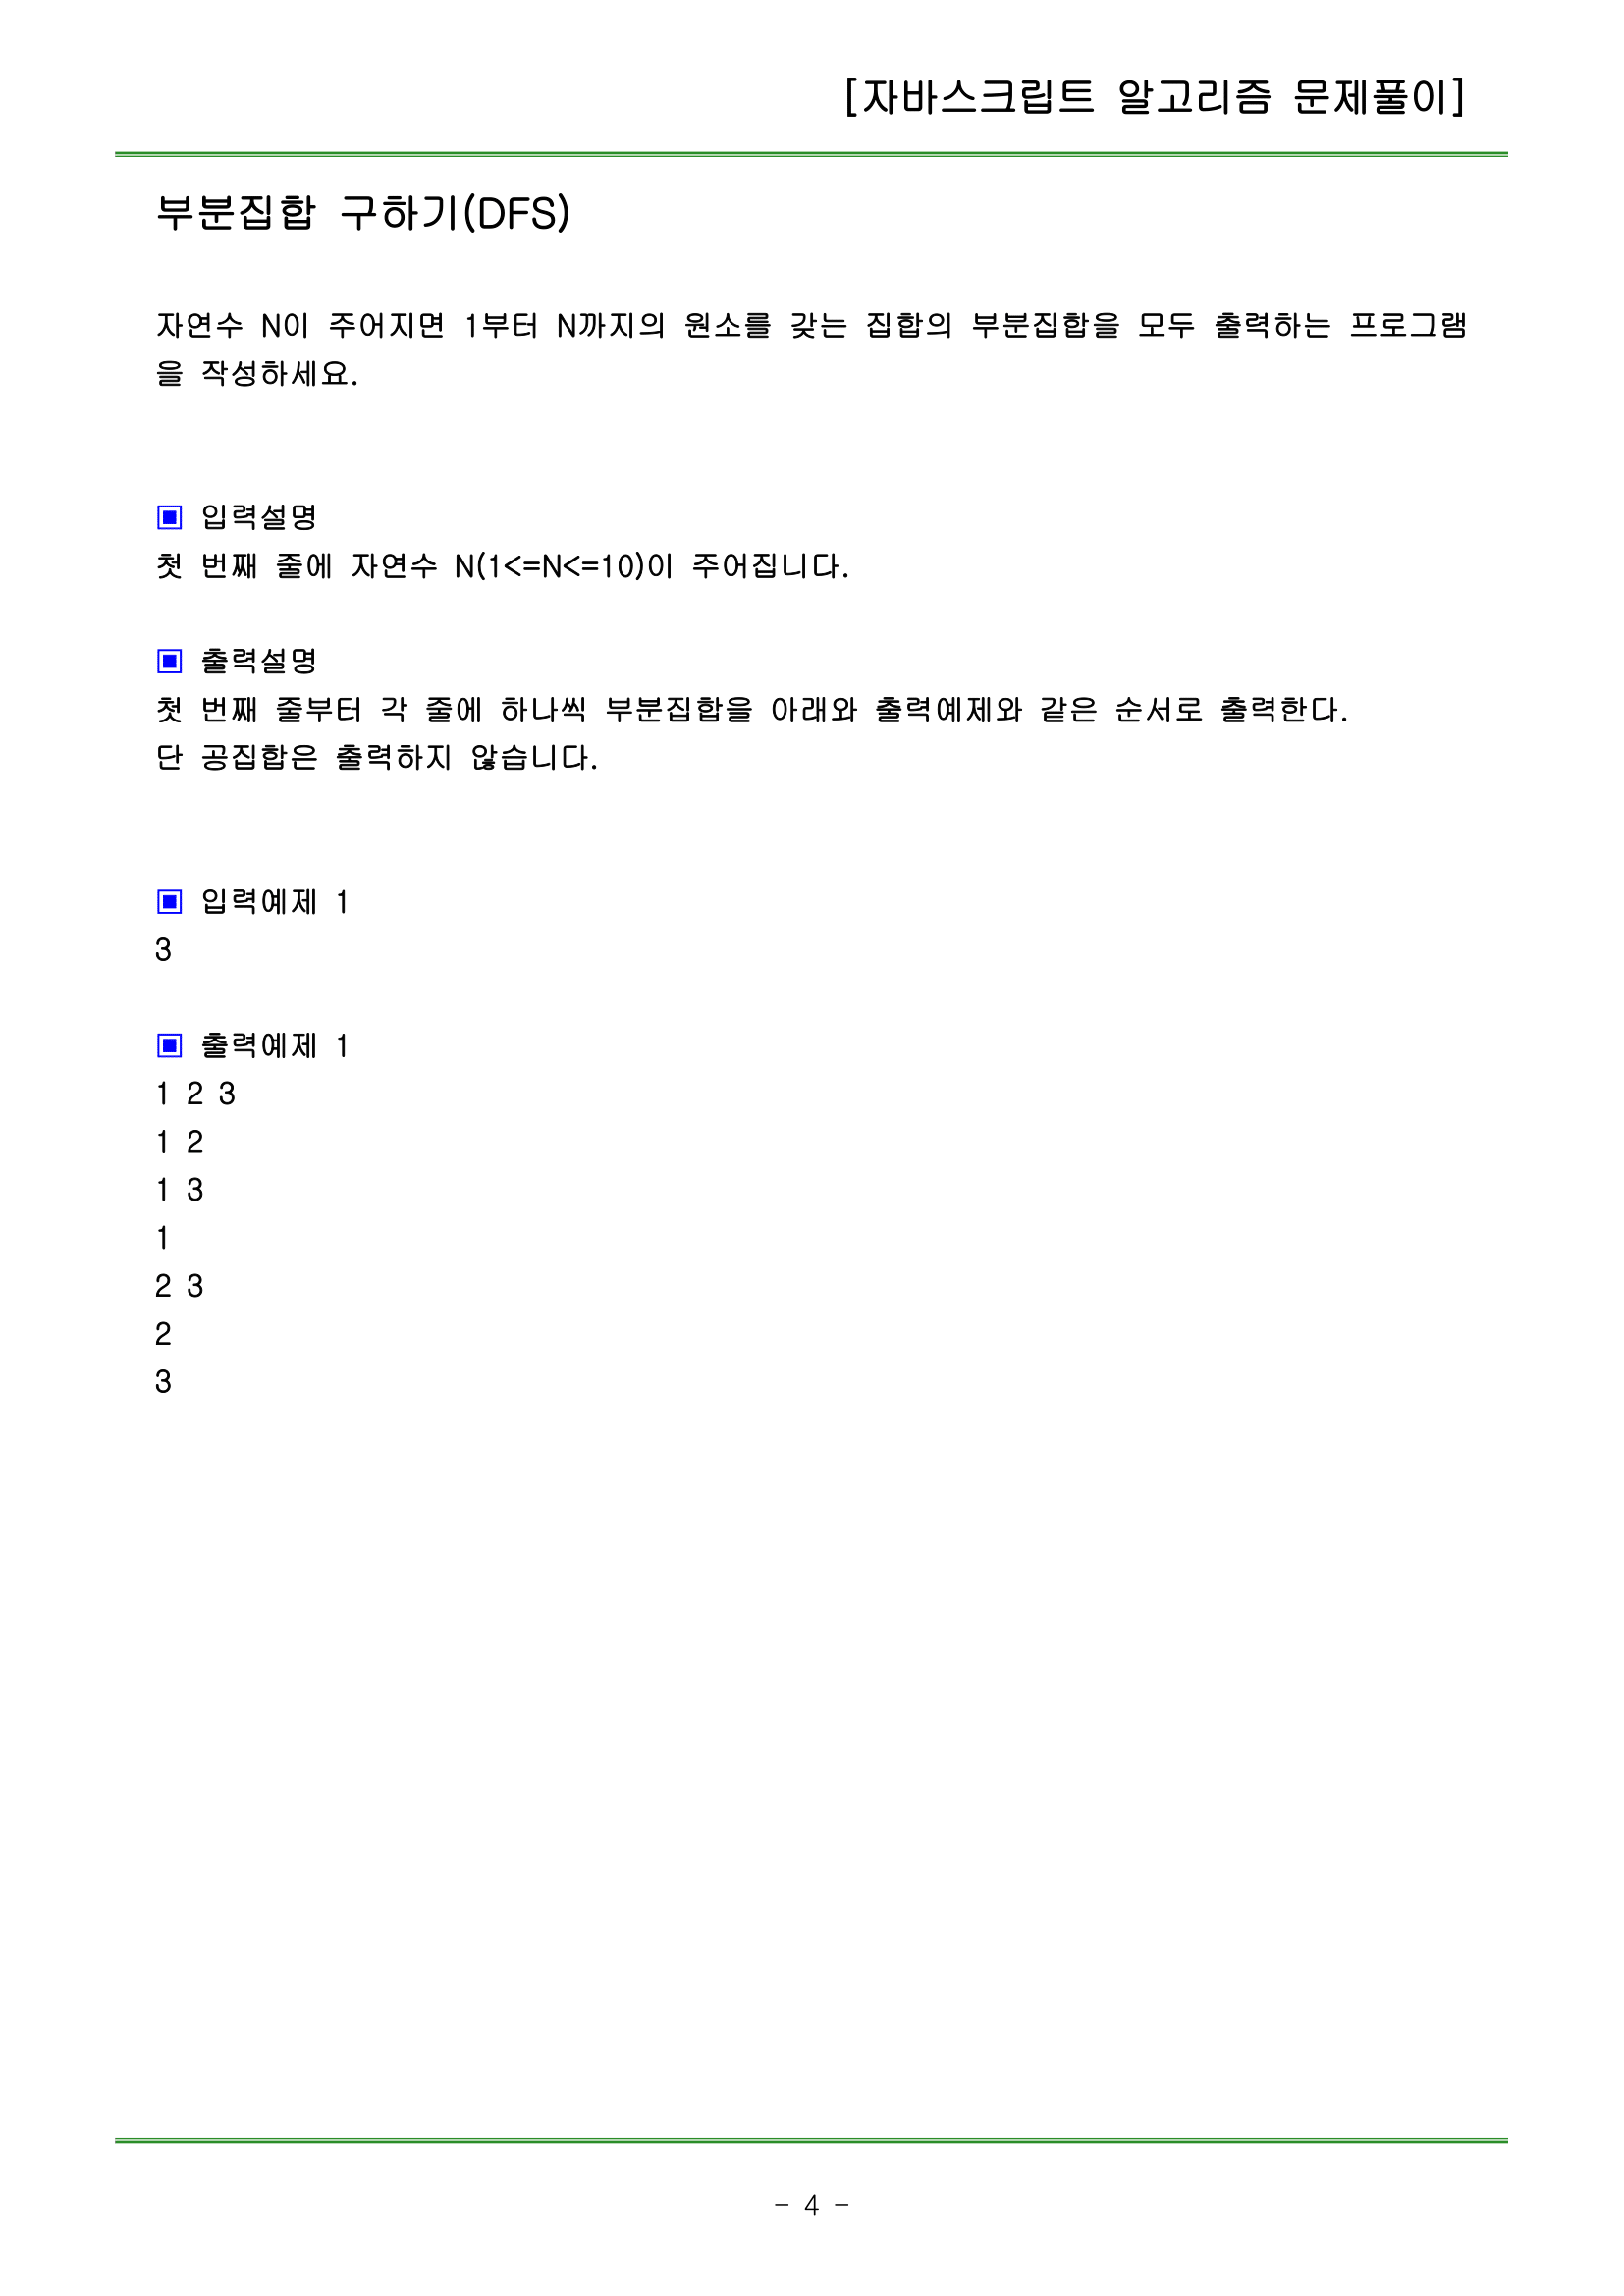 [자바스크립트 알고리즘 문제풀이]
부분집합 구하기(DFS)
자연수 N이 주어지면 1부터 N까지의 원소를 갖는 집합의 부분집합을 모두 출력하는 프로그램
을 작성하세요.
▣ 입력설명
첫 번째 줄에 자연수 N(1<=N<=10)이 주어집니다.
▣ 출력설명
첫 번째 줄부터 각 줄에 하나씩 부분집합을 아래와 출력예제와 같은 순서로 출력한다.
단 공집합은 출력하지 않습니다.
▣ 입력예제 1
3
▣ 출력예제 1
1 2 3
1 2
1 3
1
2 3
2
3
- 4 -